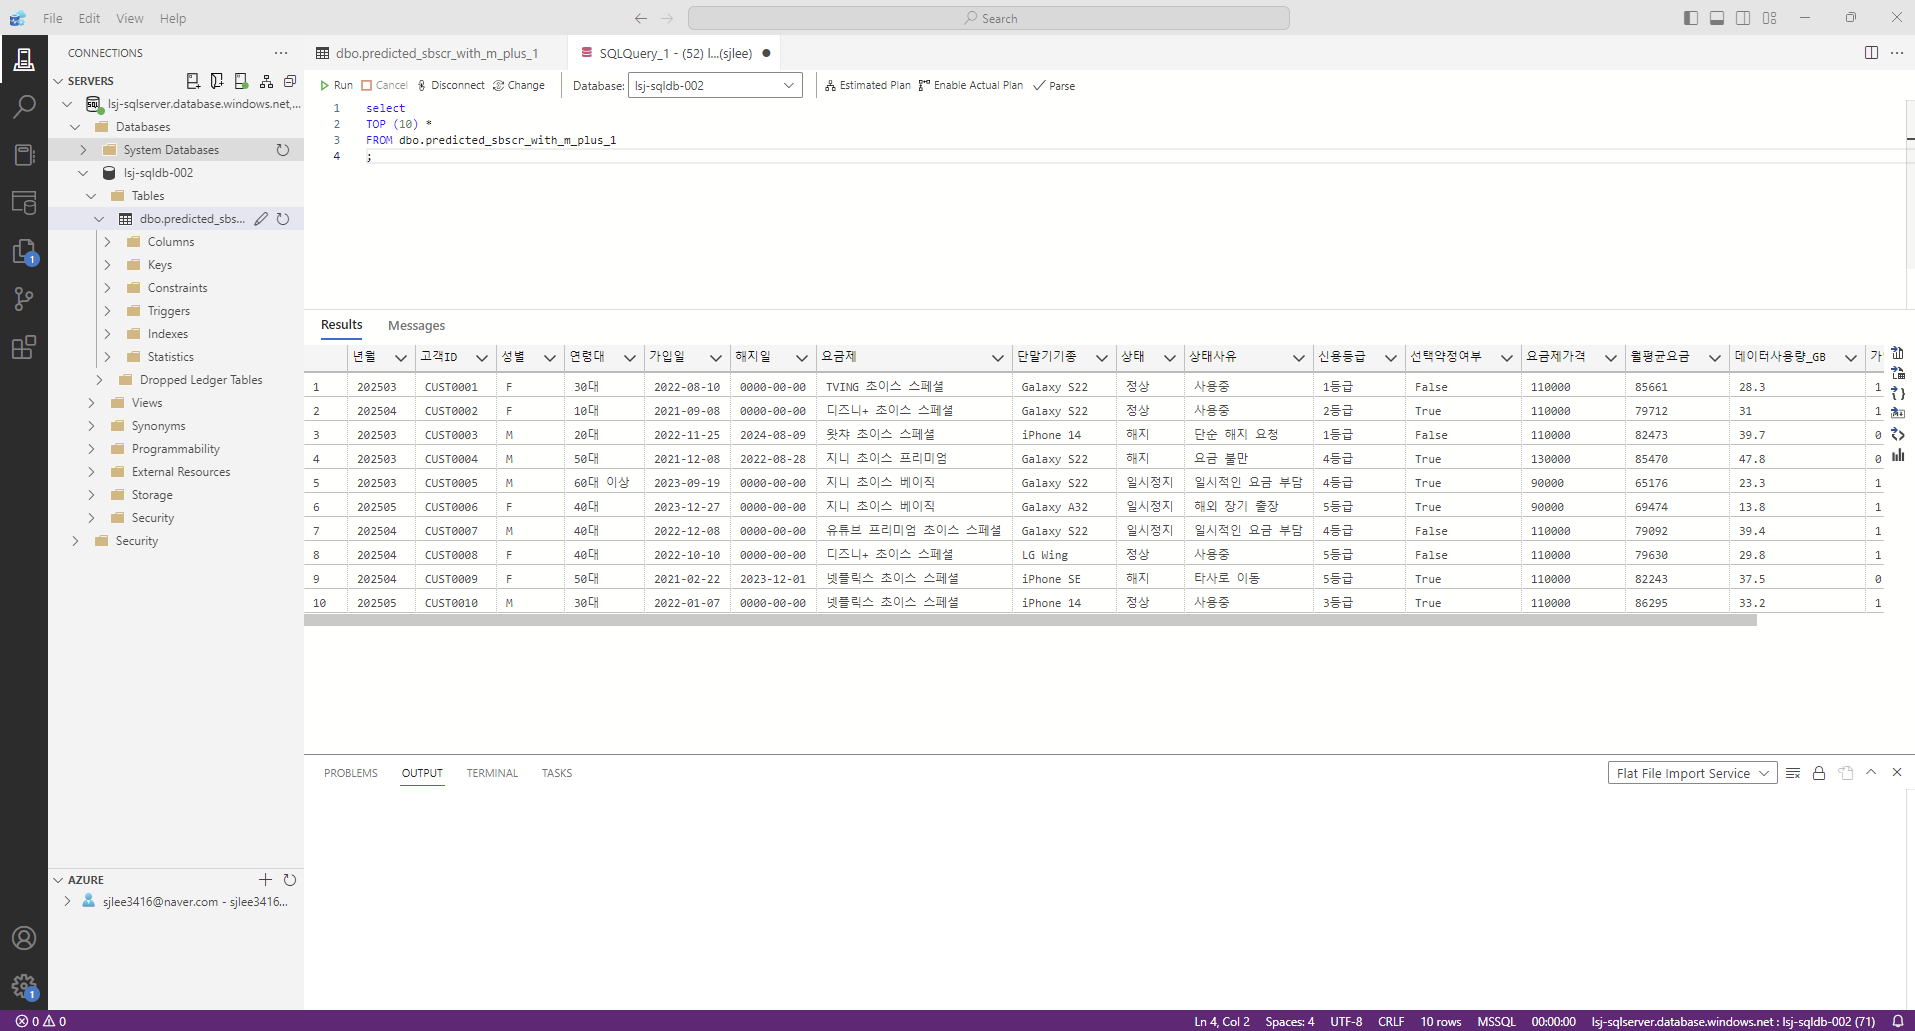 File Edit View Help
Search
CONNECTIONS
SERVERS
lsj-sqlserver.database.windows.net,...
Databases
System Databases
lsj-sqldb-002
Tables
dbo.predicted_sbs...
Columns
Keys
Constraints
Triggers
Indexes
Statistics
Dropped Ledger Tables
Views
Synonyms
Programmability
External Resources
Storage
Security
Security
AZURE
sjlee3416@naver.com - sjlee3416...
1
1
dbo.predicted_sbscr_with_m_plus_1 SQLQuery_1 - (52) l...(sjlee)
Run Cancel Disconnect Change Database: lsj-sqldb-002 Estimated Plan Enable Actual Plan Parse
1 select
2 TOP (10) *
3 FROM dbo.predicted_sbscr_with_m_plus_1
4 ;
Results Messages
년월 고객ID 성별 연령대 가입일 해지일 요금제 단말기기종 상태 상태사유 신용등급 선택약정여부 요금제가격 월평균요금 데이터사용량_GB 가
1 202503 CUST0001 F 30대 2022-08-10 0000-00-00 TVING 초이스 스페셜 Galaxy S22 정상 사용중 1등급 False 110000 85661 28.3 1
2 202504 CUST0002 F 10대 2021-09-08 0000-00-00 디즈니+ 초이스 스페셜 Galaxy S22 정상 사용중 2등급 True 110000 79712 31 1
3 202503 CUST0003 M 20대 2022-11-25 2024-08-09 왓챠 초이스 스페셜 iPhone 14 해지 단순 해지 요청 1등급 False 110000 82473 39.7 0
4 202503 CUST0004 M 50대 2021-12-08 2022-08-28 지니 초이스 프리미엄 Galaxy S22 해지 요금 불만 4등급 True 130000 85470 47.8 0
5 202503 CUST0005 M 60대 이상 2023-09-19 0000-00-00 지니 초이스 베이직 Galaxy S22 일시정지 일시적인 요금 부담 4등급 True 90000 65176 23.3 1
6 202505 CUST0006 F 40대 2023-12-27 0000-00-00 지니 초이스 베이직 Galaxy A32 일시정지 해외 장기 출장 5등급 True 90000 69474 13.8 1
7 202504 CUST0007 M 40대 2022-12-08 0000-00-00 유튜브 프리미엄 초이스 스페셜 Galaxy S22 일시정지 일시적인 요금 부담 4등급 False 110000 79092 39.4 1
8 202504 CUST0008 F 40대 2022-10-10 0000-00-00 디즈니+ 초이스 스페셜 LG Wing 정상 사용중 5등급 False 110000 79630 29.8 1
9 202504 CUST0009 F 50대 2021-02-22 2023-12-01 넷플릭스 초이스 스페셜 iPhone SE 해지 타사로 이동 5등급 True 110000 82243 37.5 0
10 202505 CUST0010 M 30대 2022-01-07 0000-00-00 넷플릭스 초이스 스페셜 iPhone 14 정상 사용중 3등급 True 110000 86295 33.2 1
PROBLEMS OUTPUT TERMINAL TASKS Flat File Import Service
0 0 Ln 4, Col 2 Spaces: 4 UTF-8 CRLF 10 rows MSSQL 00:00:00 lsj-sqlserver.database.windows.net : lsj-sqldb-002 (71)